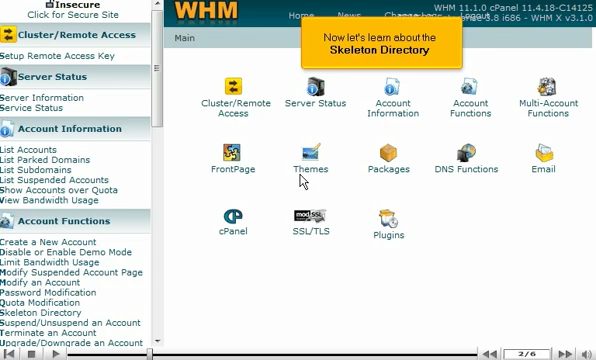 Insecure
Click for Secure Site
Cluster/Remote Access
Setup Remote Access Key
Server Status
Server Information
Service Status
Account Information
List Accounts
List Parked Domains
List Subdomains
List Suspended Accounts
Show Accounts over Quota
View Bandwidth Usage
Account Functions
Create a New Account
Disable or Enable Demo Mode
Limit Bandwidth Usage
Modify Suspended Account Page
Modify an Account
Password Modification
Quota Modification
Skeleton Directory
Suspend/Unsuspend an Account
Terminate an Account
Upgrade/Downgrade an Account
WHM
Home
News
Logout
WHM 11.1.0 cPanel 11.4.18-C14125
3.8 i686 - WHM X v3.1.0
Main
Now let's learn about the
Skeleton Directory
Cluster/Remote
Access
Server Status
Account
Information
Account
Functions
Multi-Account
Functions
FrontPage
Themes
Packages
DNS Functions
Email
cPanel
mod SSL
SSL/TLS
Plugins
2/6